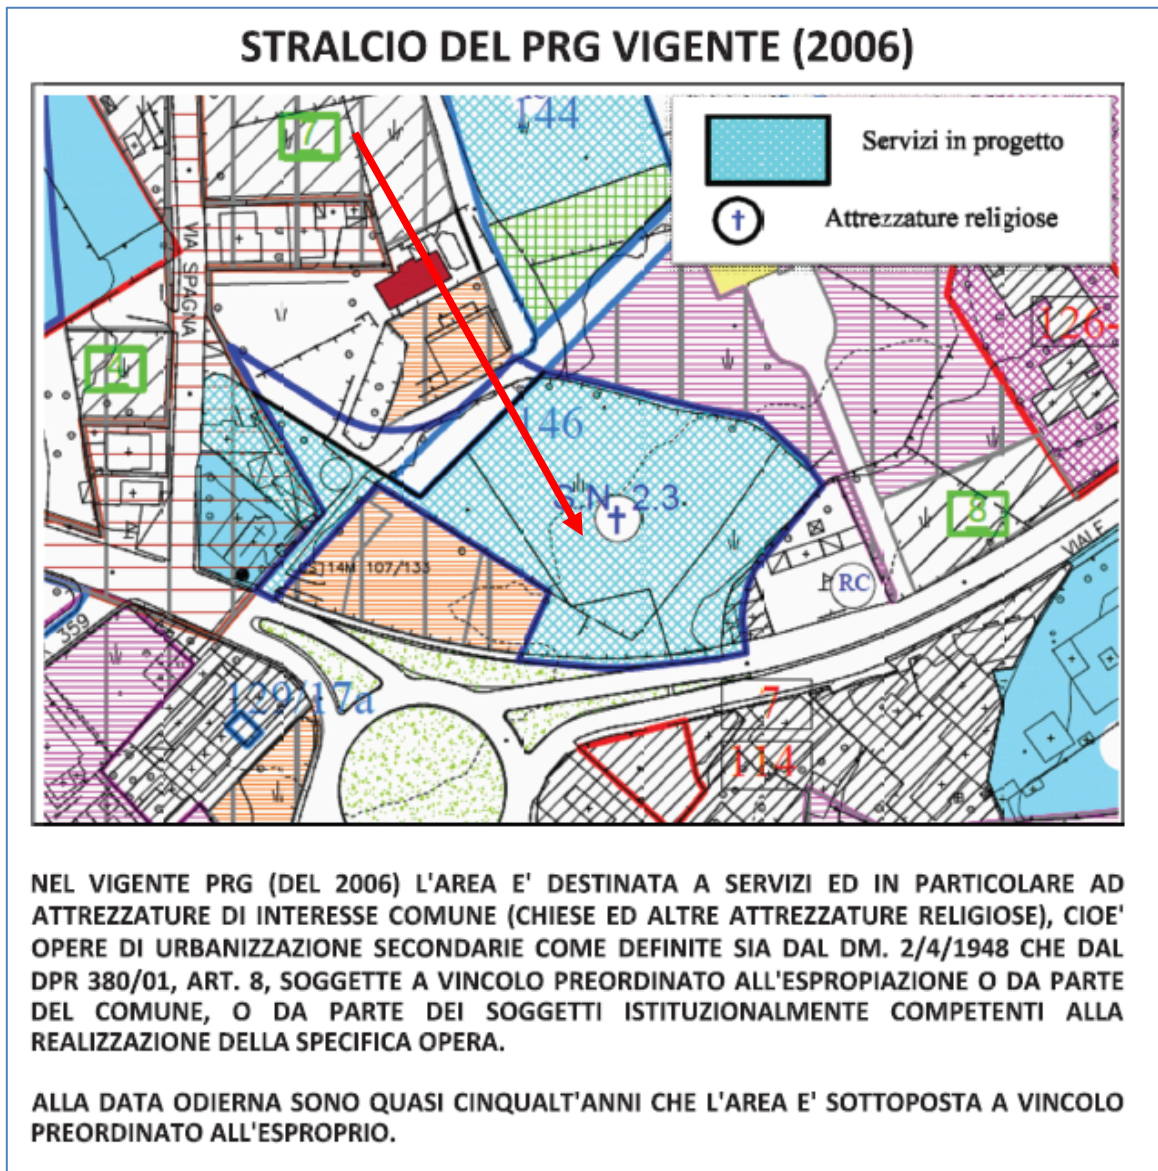 STRALCIO DEL PRG VIGENTE (2006)
144
7
Servizi in progetto
Attrezzature religiose
VIA SPAGNA
126-
4
146
S.N. 2.3.
8
VIALE
14M 107/133
RC
359
129/17a
7
114
NEL VIGENTE PRG (DEL 2006) L'AREA E' DESTINATA A SERVIZI ED IN PARTICOLARE AD
ATTREZZATURE DI INTERESSE COMUNE (CHIESE ED ALTRE ATTREZZATURE RELIGIOSE), CIOE'
OPERE DI URBANIZZAZIONE SECONDARIE COME DEFINITE SIA DAL DM. 2/4/1948 CHE DAL
DPR 380/01, ART. 8, SOGGETTE A VINCOLO PREORDINATO ALL'ESPROPIAZIONE O DA PARTE
DEL COMUNE, O DA PARTE DEI SOGGETTI ISTITUZIONALMENTE COMPETENTI ALLA
REALIZZAZIONE DELLA SPECIFICA OPERA.
ALLA DATA ODIERNA SONO QUASI CINQUALT'ANNI CHE L'AREA E' SOTTOPOSTA A VINCOLO
PREORDINATO ALL'ESPROPRIO.